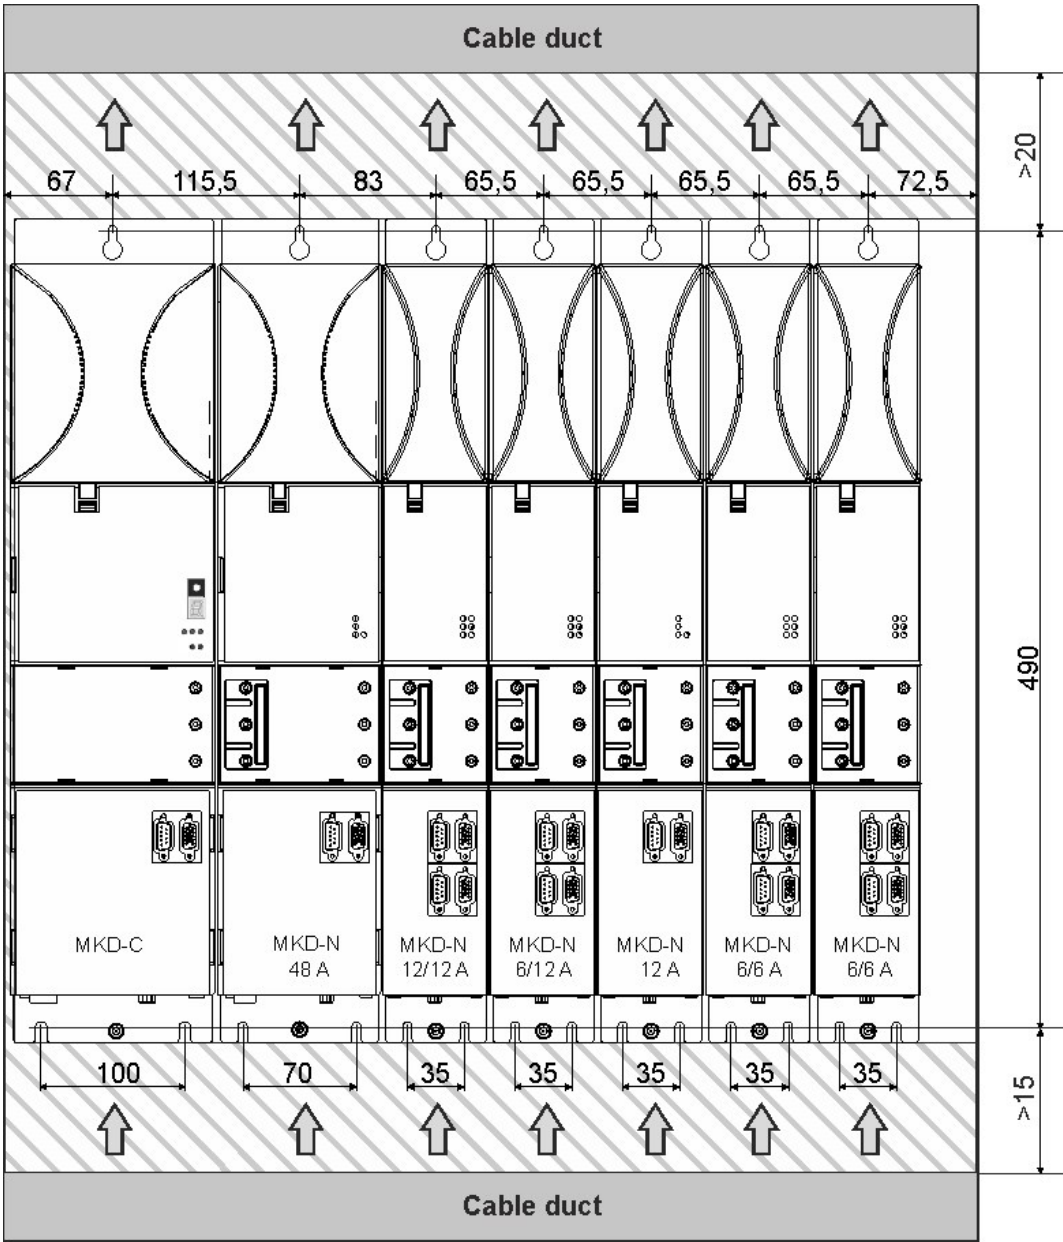 Cable duct
>20
67 115,5 83 65,5 65,5 65,5 65,5 72,5
490
MKD-C
MKD-N
48 A
MKD-N
12/12 A
MKD-N
6/12 A
MKD-N
12 A
MKD-N
6/6 A
MKD-N
6/6 A
100 70 35 35 35 35 35
>15
Cable duct